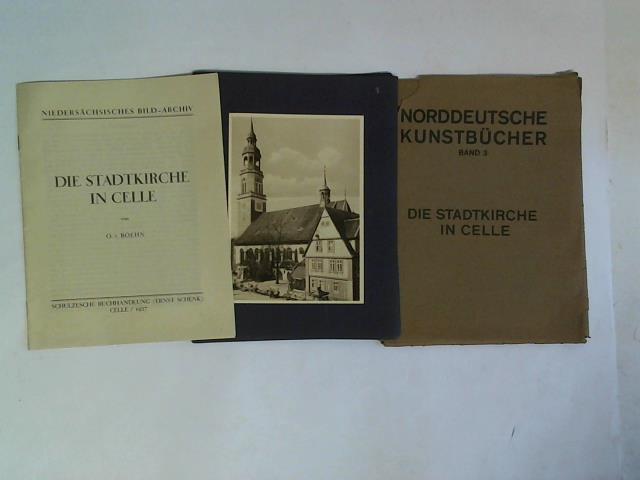 NIEDERSÄCHSISCHES BILD-ARCHIV
DIE STADTKIRCHE
IN CELLE
von
O. v. BOEHN
SCHULZESCHE BUCHHANDLUNG (ERNST SCHENK)
CELLE / 1927
NORDDEUTSCHE
KUNSTBÜCHER
BAND 3
DIE STADTKIRCHE
IN CELLE